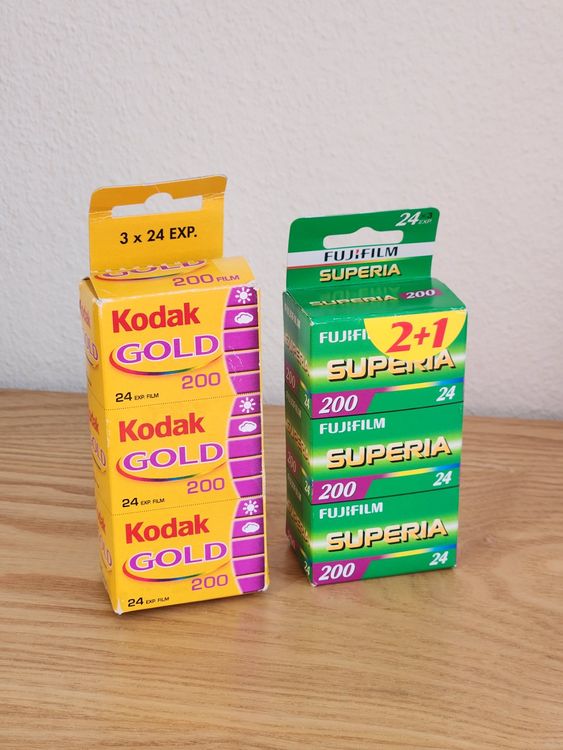 3 x 24 EXP.
GOLD
200 FILM
Kodak
GOLD
200
24 EXP. FILM
Kodak
GOLD
200
24 EXP. FILM
Kodak
GOLD
200
24 EXP. FILM
24
EXP.
FUJIFILM
SUPERIA
SUPERIA 200
2+1
SUPERIA
200 24
FUJIFILM
SUPERIA
200 24
FUJIFILM
SUPERIA
200 24